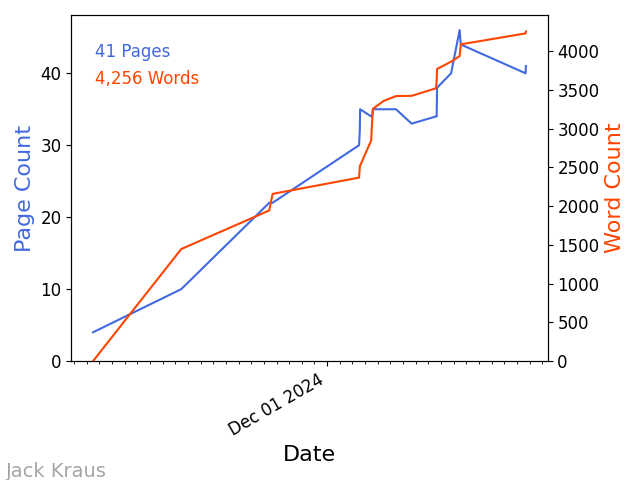 41 Pages
4,256 Words
Page Count
40
30
20
10
0
4000
3500
3000
2500
2000
1500
1000
500
0
Word Count
Dec 01 2024
Date
Jack Kraus